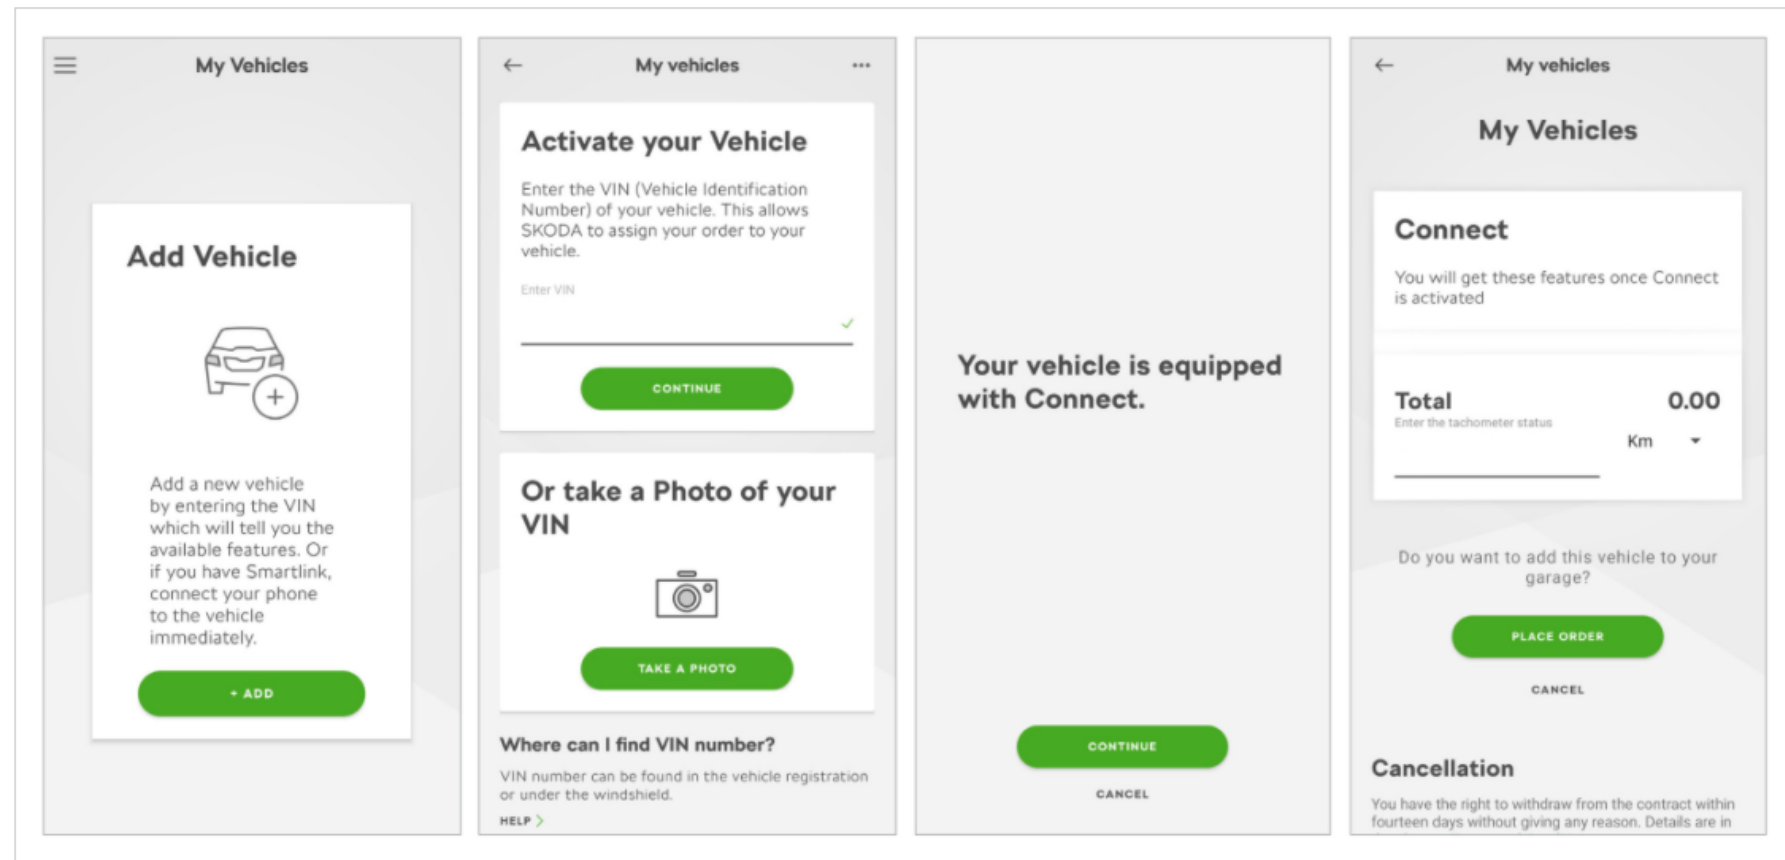 My Vehicles
Add Vehicle
Add a new vehicle
by entering the VIN
which will tell you the
available features. Or
if you have Smartlink,
connect your phone
to the vehicle
immediately.
+ ADD
My vehicles
Activate your Vehicle
Enter the VIN (Vehicle Identification
Number) of your vehicle. This allows
SKODA to assign your order to your
vehicle.
Enter VIN
CONTINUE
Or take a Photo of your
VIN
TAKE A PHOTO
Where can I find VIN number?
VIN number can be found in the vehicle registration
or under the windshield.
HELP >
Your vehicle is equipped
with Connect.
CONTINUE
CANCEL
My vehicles
My Vehicles
Connect
You will get these features once Connect
is activated
Total 0.00
Enter the tachometer status
Km
Do you want to add this vehicle to your
garage?
PLACE ORDER
CANCEL
Cancellation
You have the right to withdraw from the contract within
fourteen days without giving any reason. Details are in